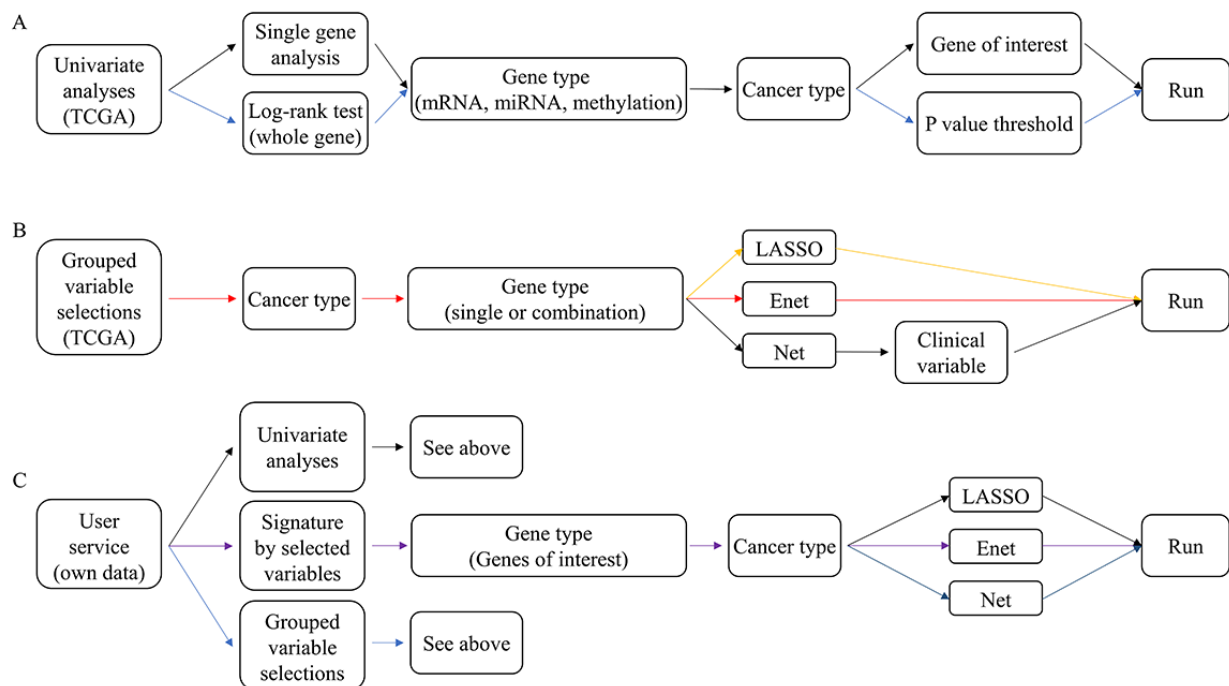 A
Univariate
analyses
(TCGA)
Single gene
analysis
Log-rank test
(whole gene)
Gene type
(mRNA, miRNA, methylation)
Cancer type
Gene of interest
P value threshold
Run
B
Grouped
variable
selections
(TCGA)
Cancer type
Gene type
(single or combination)
LASSO
Enet
Net
Clinical
variable
Run
C
User
service
(own data)
Univariate
analyses
See above
Signature
by selected
variables
Gene type
(Genes of interest)
Cancer type
LASSO
Enet
Net
Run
Grouped
variable
selections
See above